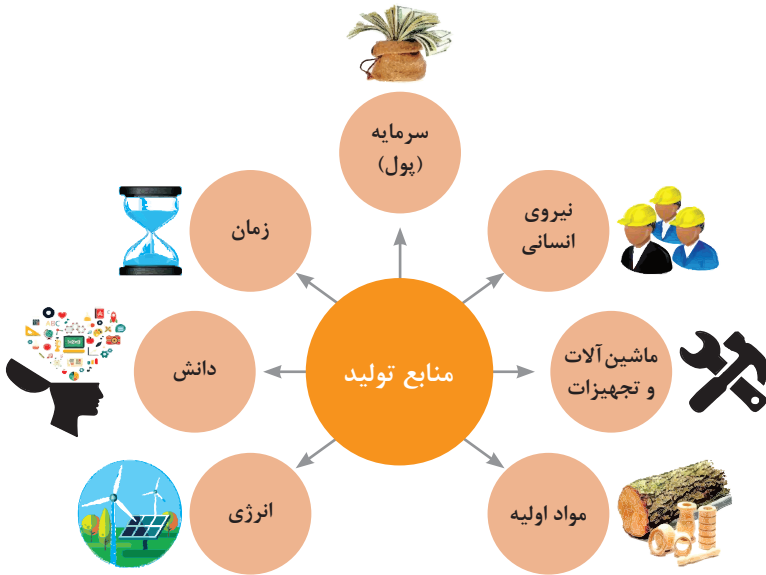 سرمایه
(پول)
نیروی
انسانی
ماشین‌آلات
و تجهیزات
مواد اولیه
انرژی
دانش
زمان
منابع تولید